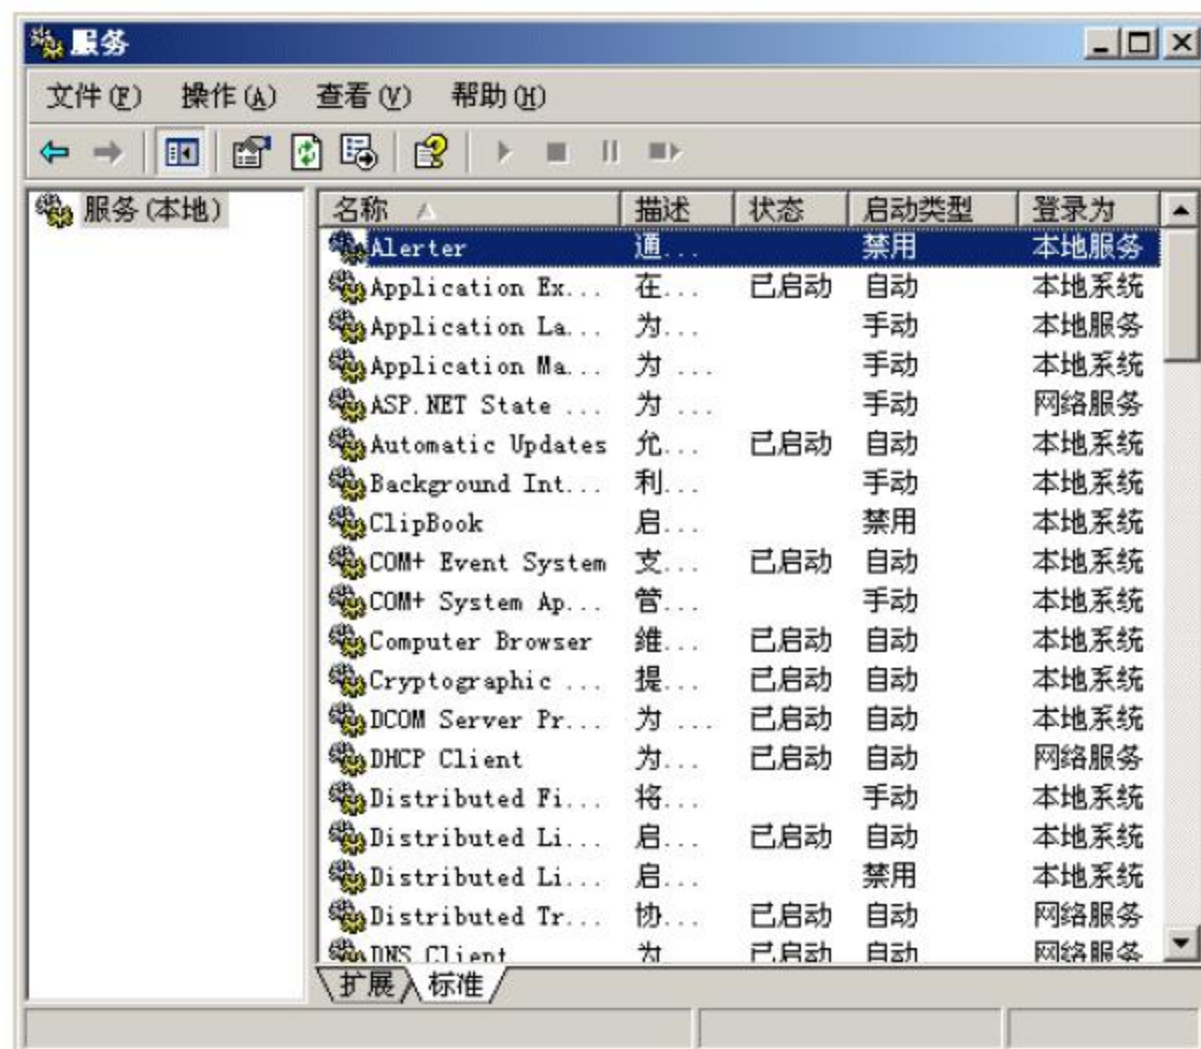 服务
文件(F) 操作(A) 查看(V) 帮助(H)
服务(本地)
名称 描述 状态 启动类型 登录为
Alerter 通... 禁用 本地服务
Application Ex... 在... 已启动 自动 本地系统
Application La... 为... 手动 本地服务
Application Ma... 为 ... 手动 本地系统
ASP.NET State ... 为 ... 手动 网络服务
Automatic Updates 允... 已启动 自动 本地系统
Background Int... 利... 手动 本地系统
ClipBook 启... 禁用 本地系统
COM+ Event System 支... 已启动 自动 本地系统
COM+ System Ap... 管... 手动 本地系统
Computer Browser 维... 已启动 自动 本地系统
Cryptographic ... 提... 已启动 自动 本地系统
DCOM Server Pr... 为 ... 已启动 自动 本地系统
DHCP Client 为... 已启动 自动 网络服务
Distributed Fi... 将... 手动 本地系统
Distributed Li... 启... 已启动 自动 本地系统
Distributed Li... 启... 禁用 本地系统
Distributed Tr... 协... 已启动 自动 网络服务
DNS Client 为 已启动 自动 网络服务
扩展 标准